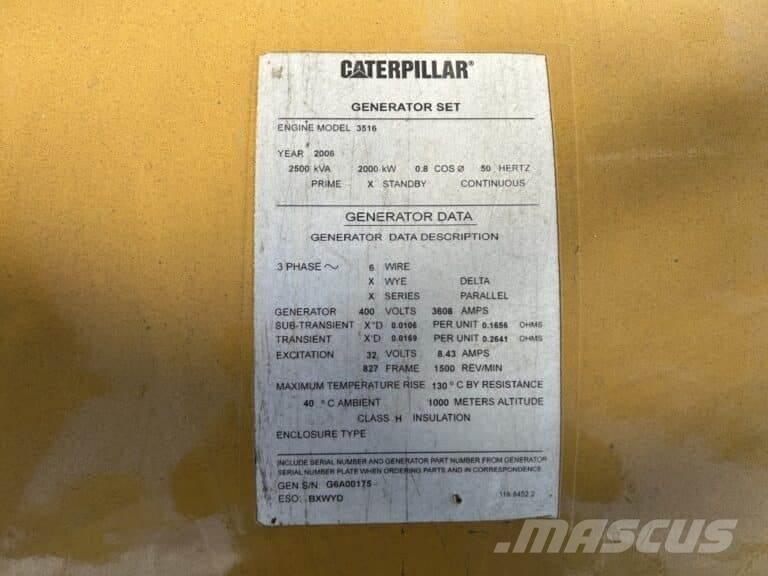 CATERPILLAR®
GENERATOR SET
ENGINE MODEL 3516
YEAR 2006
2500 kVA 2000 kW 0.8 COS Ø 50 HERTZ
PRIME X STANDBY CONTINUOUS
GENERATOR DATA
GENERATOR DATA DESCRIPTION
3 PHASE ~ 6 WIRE
X WYE DELTA
X SERIES PARALLEL
GENERATOR 400 VOLTS 3608 AMPS
SUB-TRANSIENT X"D 0.0106 PER UNIT 0.1656 OHMS
TRANSIENT X'D 0.0169 PER UNIT 0.2641 OHMS
EXCITATION 32 VOLTS 8.43 AMPS
827 FRAME 1500 REV/MIN
MAXIMUM TEMPERATURE RISE 130 °C BY RESISTANCE
40 °C AMBIENT 1000 METERS ALTITUDE
CLASS H INSULATION
ENCLOSURE TYPE
INCLUDE SERIAL NUMBER AND GENERATOR PART NUMBER FROM GENERATOR
SERIAL NUMBER PLATE WHEN ORDERING PARTS AND IN CORRESPONDENCE.
GEN S/N. G6A00175
ESO: BXWYD 118-8452 2
MASCUS